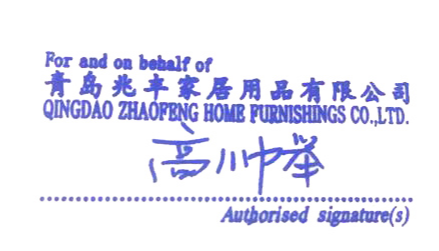 For and on behalf of
青岛兆丰家居用品有限公司
QINGDAO ZHAOFENG HOME FURNISHINGS CO.,LTD.
高
Authorised signature(s)